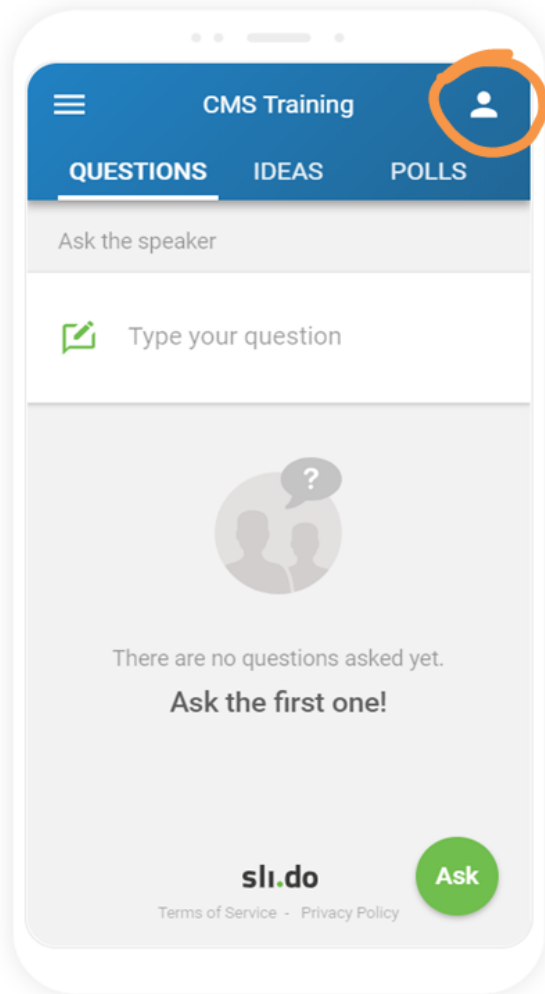 CMS Training
QUESTIONS IDEAS POLLS
Ask the speaker
Type your question
?
There are no questions asked yet.
Ask the first one!
sli.do
Ask
Terms of Service - Privacy Policy